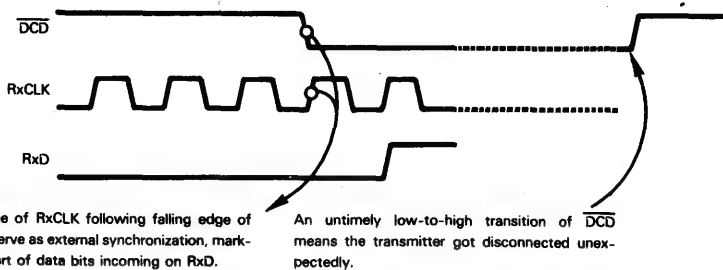 DCD
RxCLK
RxD
e of RxCLK following falling edge of
erve as external synchronization, mark-
rt of data bits incoming on RxD.
An untimely low-to-high transition of DCD
means the transmitter got disconnected unex-
pectedly.